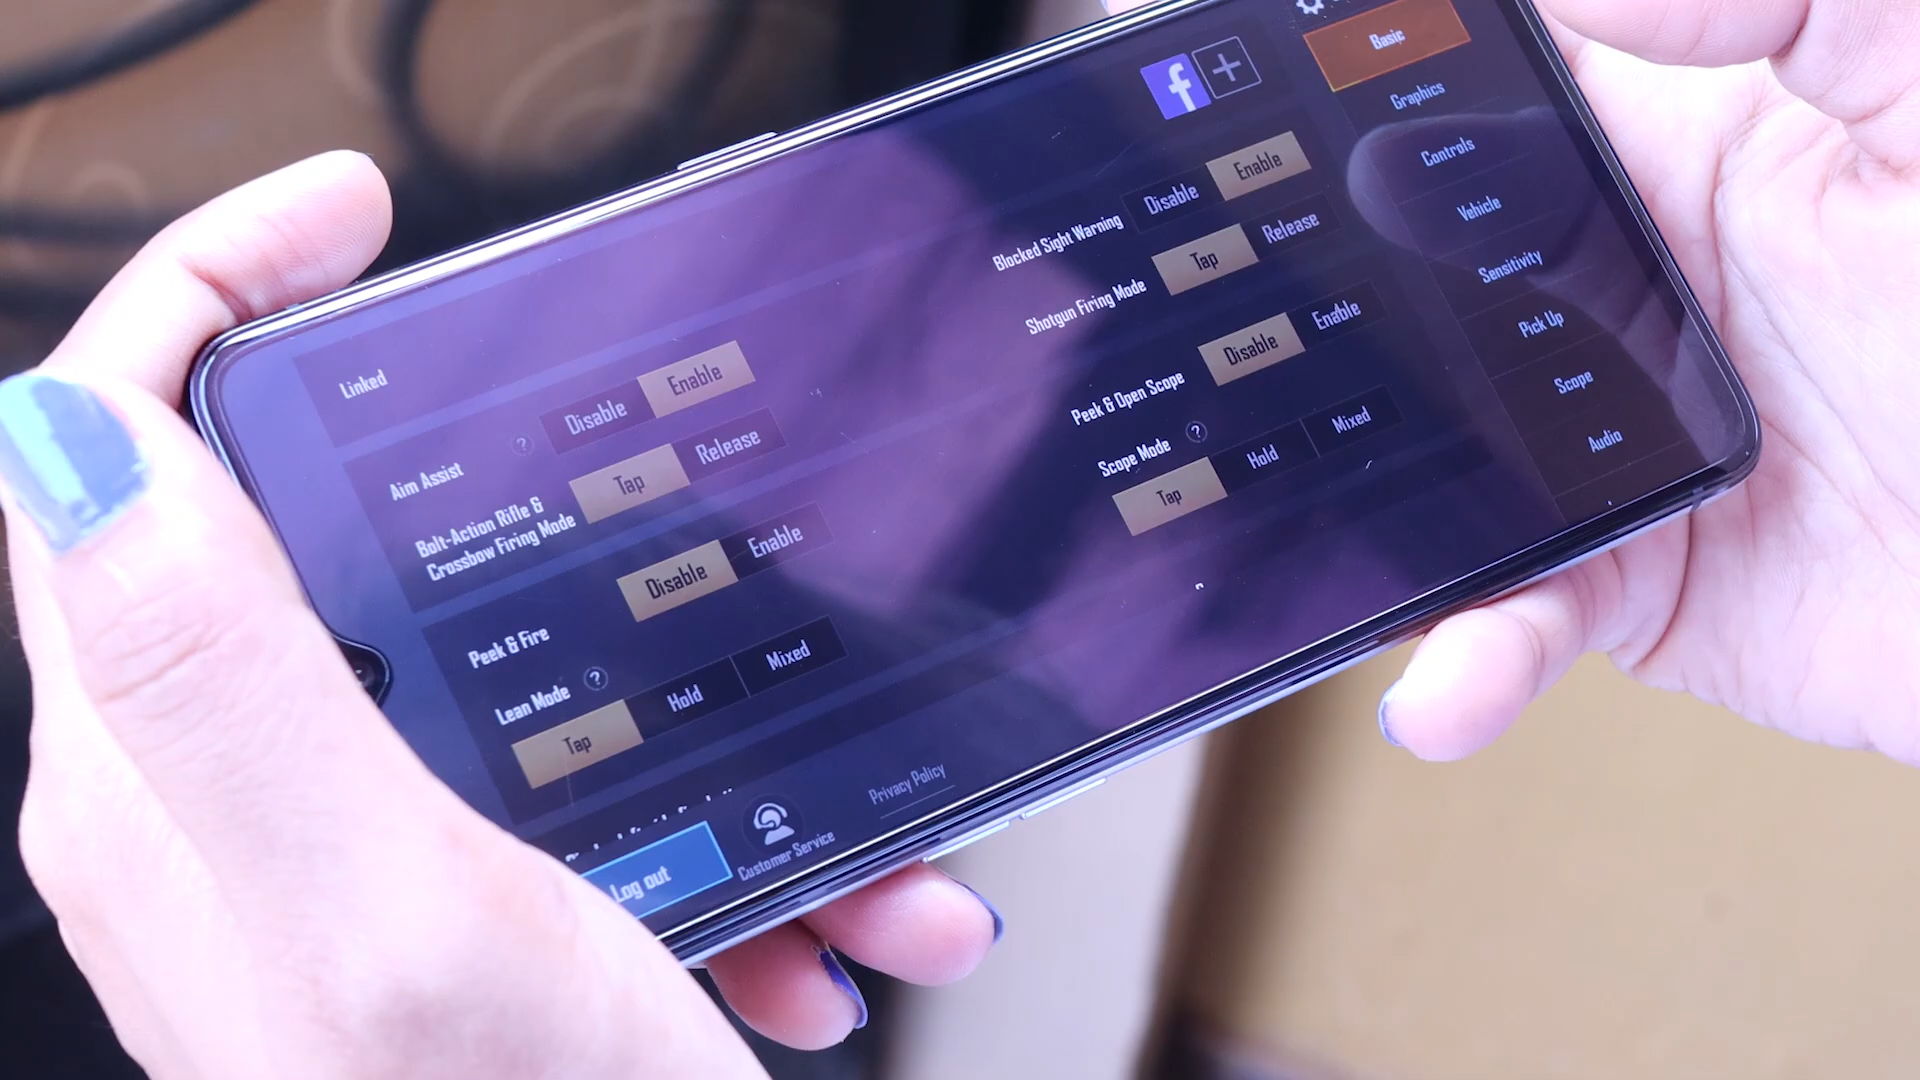 Linked
f
Aim Assist
?
Disable
Enable
Blocked Sight Warning
Disable
Enable
Bolt-Action Rifle &
Crossbow Firing Mode
Tap
Release
Shotgun Firing Mode
Tap
Release
Peek & Fire
Disable
Enable
Peek & Open Scope
Disable
Enable
Lean Mode
?
Tap
Hold
Mixed
Scope Mode
?
Tap
Hold
Mixed
Log out
Customer Service
Privacy Policy
Basic
Graphics
Controls
Vehicle
Sensitivity
Pick Up
Scope
Audio